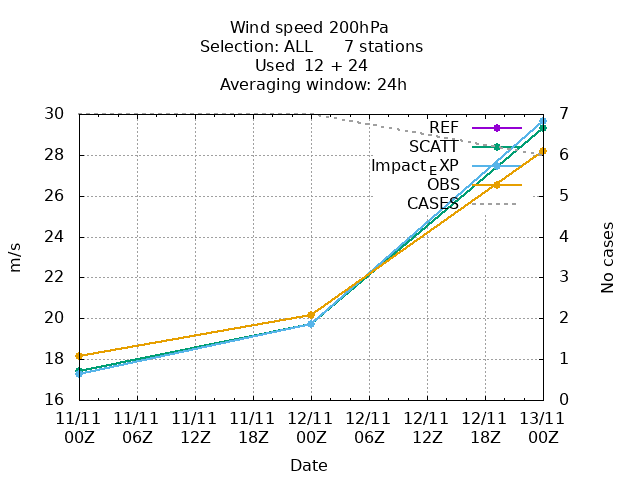 Wind speed 200hPa
Selection: ALL 7 stations
Used 12 + 24
Averaging window: 24h
30
28
26
24
22
20
18
16
m/s
7
6
5
4
3
2
1
0
No cases
REF
SCATT
Impact_EXP
OBS
CASES
11/11 11/11 11/11 11/11 12/11 12/11 12/11 12/11 13/11
00Z 06Z 12Z 18Z 00Z 06Z 12Z 18Z 00Z
Date